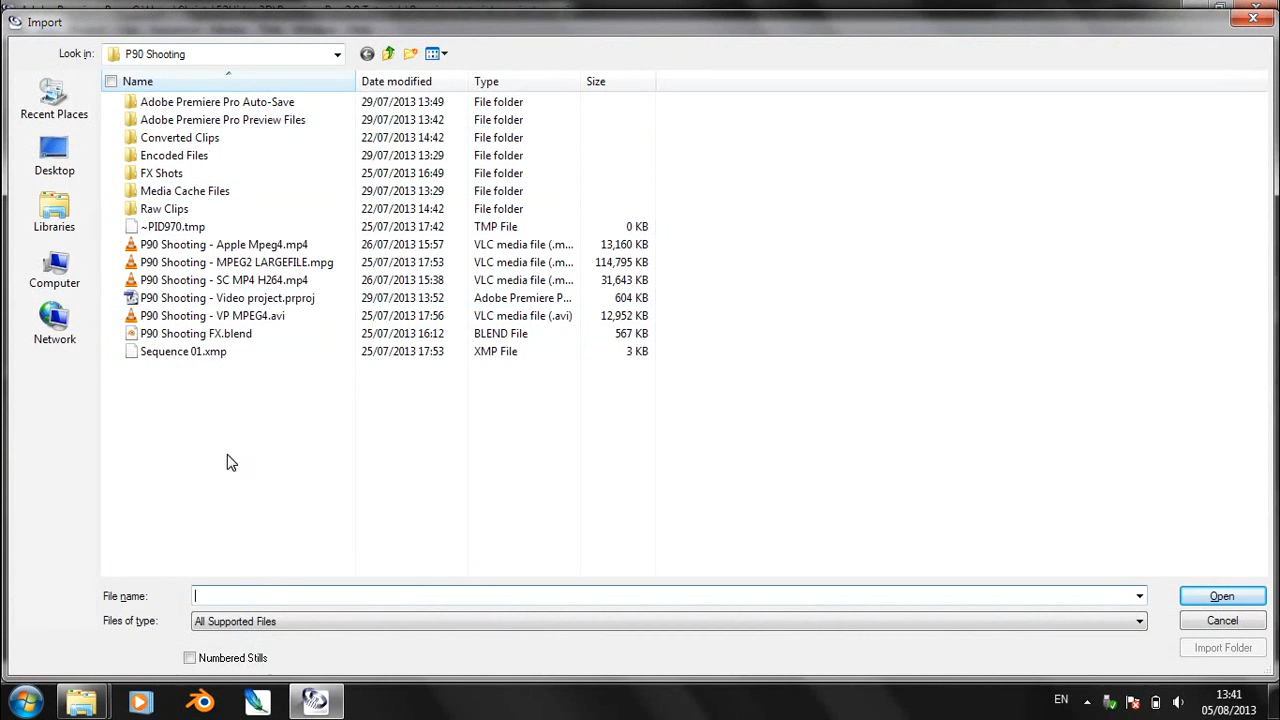 Import
Look in: P90 Shooting
Name Date modified Type Size
Adobe Premiere Pro Auto-Save 29/07/2013 13:49 File folder
Adobe Premiere Pro Preview Files 29/07/2013 13:42 File folder
Converted Clips 22/07/2013 14:42 File folder
Encoded Files 29/07/2013 13:29 File folder
FX Shots 25/07/2013 16:49 File folder
Media Cache Files 29/07/2013 13:29 File folder
Raw Clips 22/07/2013 14:42 File folder
~PID970.tmp 25/07/2013 17:42 TMP File 0 KB
P90 Shooting - Apple Mpeg4.mp4 26/07/2013 15:57 VLC media file (.m... 13,160 KB
P90 Shooting - MPEG2 LARGEFILE.mpg 25/07/2013 17:53 VLC media file (.m... 114,795 KB
P90 Shooting - SC MP4 H264.mp4 26/07/2013 15:38 VLC media file (.m... 31,643 KB
P90 Shooting - Video project.prproj 29/07/2013 13:52 Adobe Premiere P... 604 KB
P90 Shooting - VP MPEG4.avi 25/07/2013 17:56 VLC media file (.avi) 12,952 KB
P90 Shooting FX.blend 25/07/2013 16:12 BLEND File 567 KB
Sequence 01.xmp 25/07/2013 17:53 XMP File 3 KB
Recent Places
Desktop
Libraries
Computer
Network
File name: Open
Files of type: All Supported Files Cancel
Import Folder
Numbered Stills
EN 13:41
05/08/2013